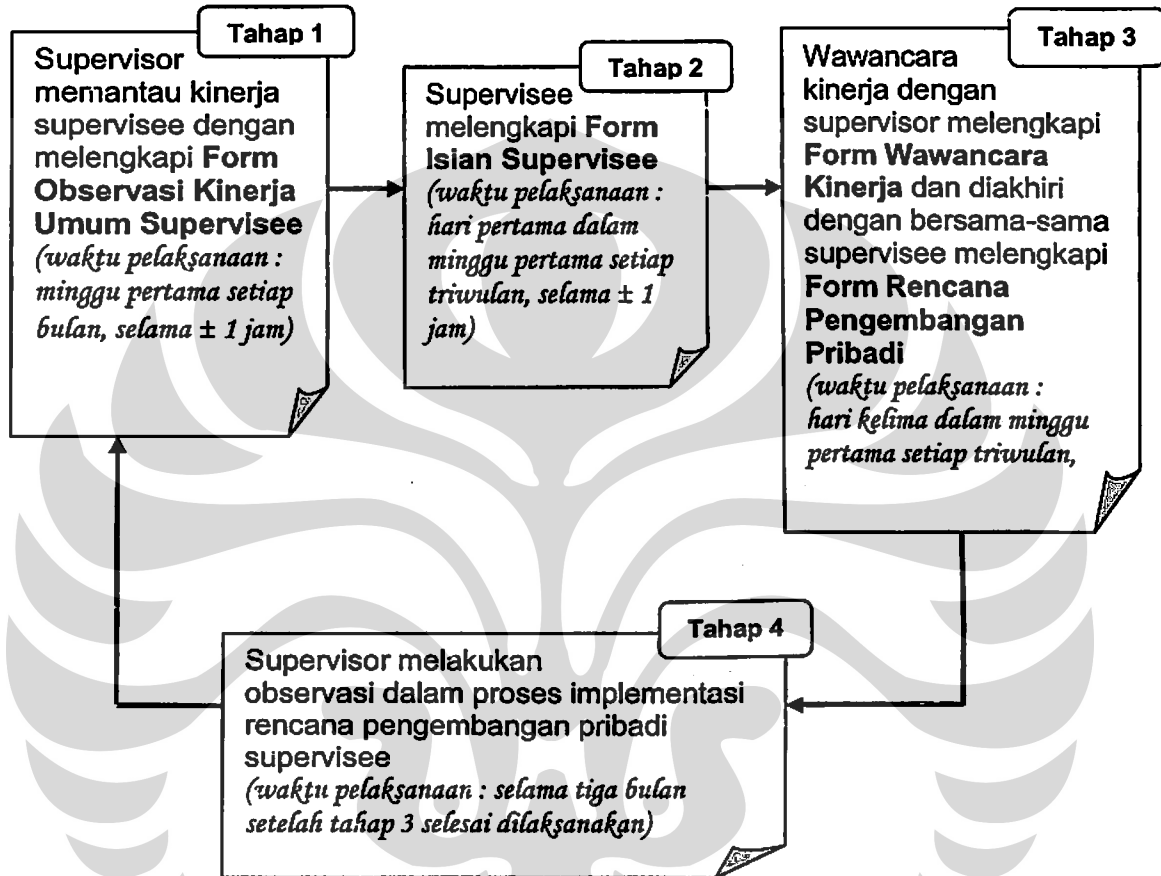 Tahap 1
Supervisor
memantau kinerja
supervisee dengan
melengkapi Form
Observasi Kinerja
Umum Supervisee
(waktu pelaksanaan :
minggu pertama setiap
bulan, selama ± 1 jam)
Tahap 2
Supervisee
melengkapi Form
Isian Supervisee
(waktu pelaksanaan :
hari pertama dalam
minggu pertama setiap
triwulan, selama ± 1
jam)
Tahap 3
Wawancara
kinerja dengan
supervisor melengkapi
Form Wawancara
Kinerja dan diakhiri
dengan bersama-sama
supervisee melengkapi
Form Rencana
Pengembangan
Pribadi
(waktu pelaksanaan :
hari kelima dalam minggu
pertama setiap triwulan,
Tahap 4
Supervisor melakukan
observasi dalam proses implementasi
rencana pengembangan pribadi
supervisee
(waktu pelaksanaan : selama tiga bulan
setelah tahap 3 selesai dilaksanakan)